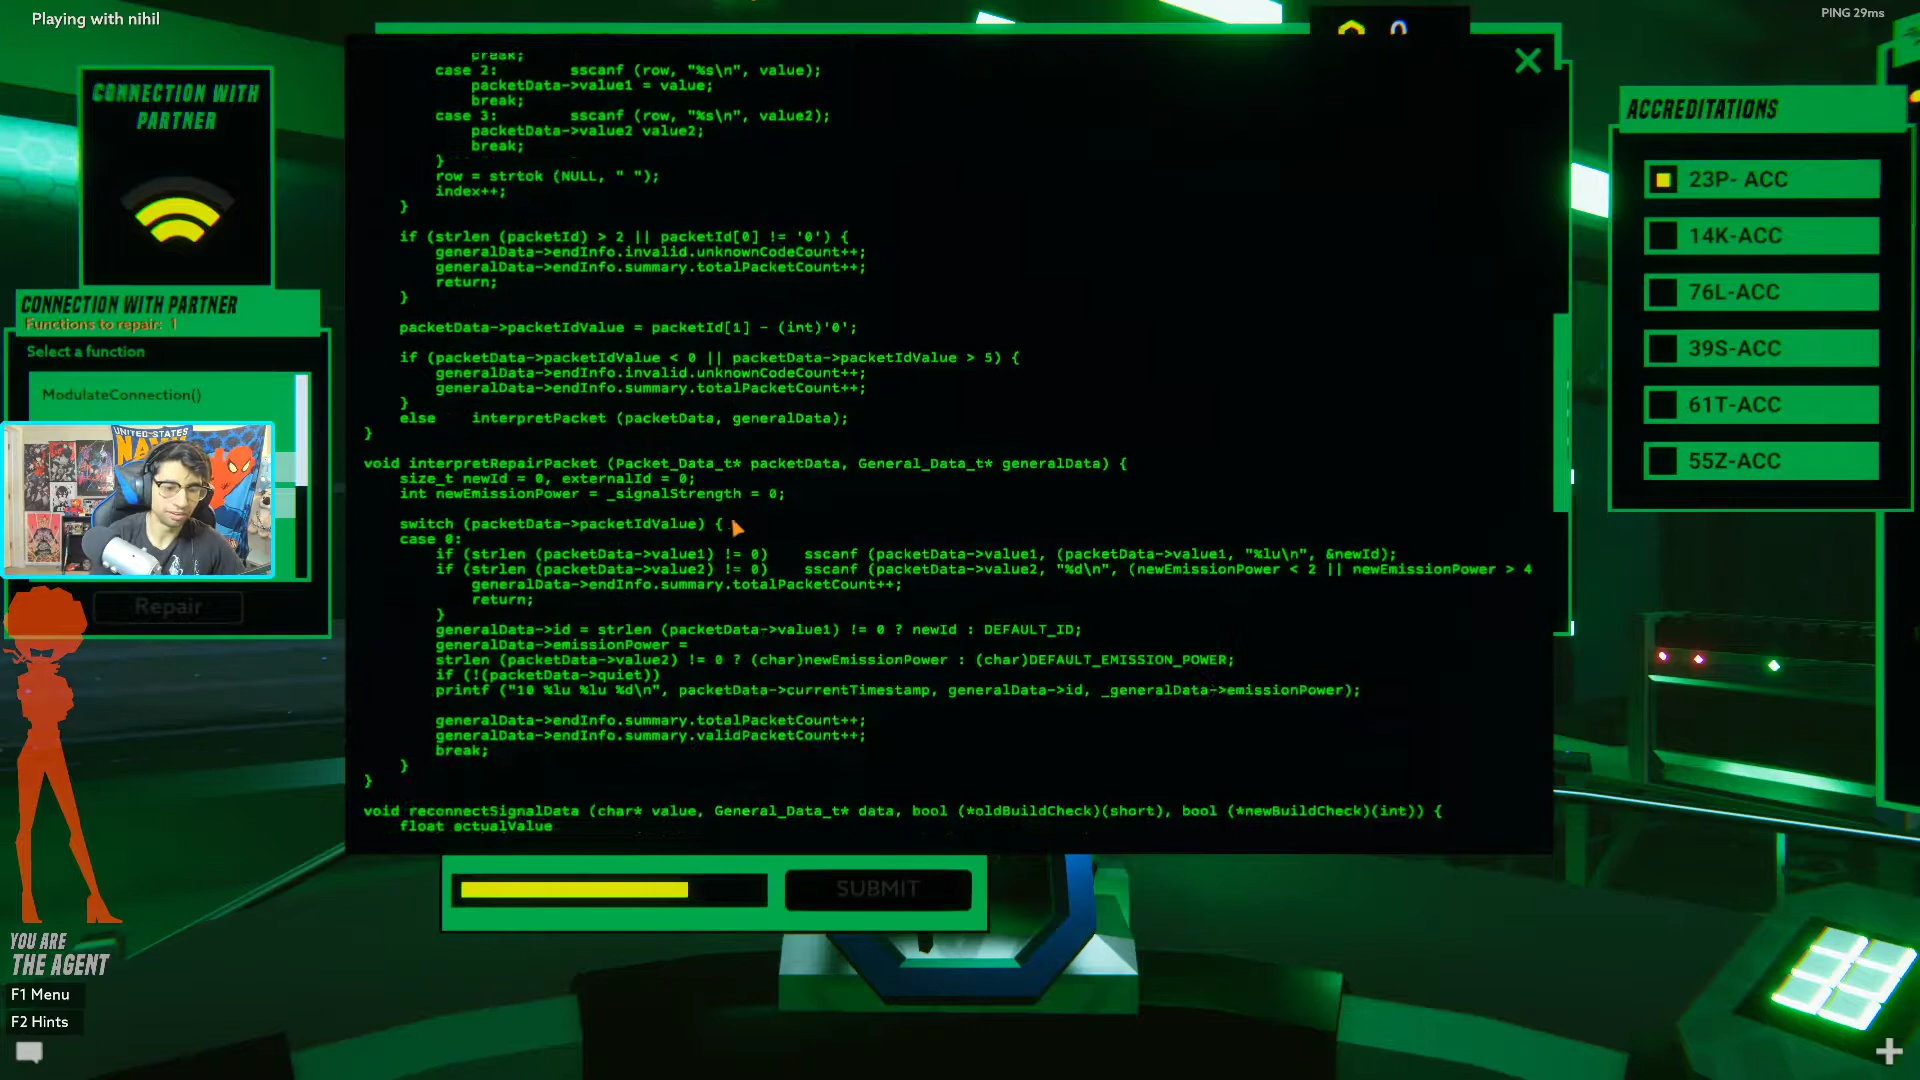 Playing with nihil
PING 29ms
CONNECTION WITH
PARTNER
CONNECTION WITH PARTNER
Functions to repair: 1
Select a function
ModulateConnection()
Repair
YOU ARE
THE AGENT
F1 Menu
F2 Hints
break;
case 2: sscanf (row, "%s\n", value);
packetData->value1 = value;
break;
case 3: sscanf (row, "%s\n", value2);
packetData->value2 value2;
break;
}
row = strtok (NULL, " ");
index++;
}
if (strlen (packetId) > 2 || packetId[0] != '0') {
generalData->endInfo.invalid.unknownCodeCount++;
generalData->endInfo.summary.totalPacketCount++;
return;
}
packetData->packetIdValue = packetId[1] - (int)'0';
if (packetData->packetIdValue < 0 || packetData->packetIdValue > 5) {
generalData->endInfo.invalid.unknownCodeCount++;
generalData->endInfo.summary.totalPacketCount++;
}
else interpretPacket (packetData, generalData);
}
void interpretRepairPacket (Packet_Data_t* packetData, General_Data_t* generalData) {
size_t newId = 0, externalId = 0;
int newEmissionPower = _signalStrength = 0;
switch (packetData->packetIdValue) {
case 0:
if (strlen (packetData->value1) != 0) sscanf (packetData->value1, (packetData->value1, "%lu\n", &newId);
if (strlen (packetData->value2) != 0) sscanf (packetData->value2, "%d\n", (newEmissionPower < 2 || newEmissionPower > 4
generalData->endInfo.summary.totalPacketCount++;
return;
}
generalData->id = strlen (packetData->value1) != 0 ? newId : DEFAULT_ID;
generalData->emissionPower =
strlen (packetData->value2) != 0 ? (char)newEmissionPower : (char)DEFAULT_EMISSION_POWER;
if (!(packetData->quiet))
printf ("10 %lu %lu %d\n", packetData->currentTimestamp, generalData->id, _generalData->emissionPower);
generalData->endInfo.summary.totalPacketCount++;
generalData->endInfo.summary.validPacketCount++;
break;
}
}
void reconnectSignalData (char* value, General_Data_t* data, bool (*oldBuildCheck)(short), bool (*newBuildCheck)(int)) {
float actualValue
SUBMIT
ACCREDITATIONS
23P- ACC
14K-ACC
76L-ACC
39S-ACC
61T-ACC
55Z-ACC
UNITED STATES